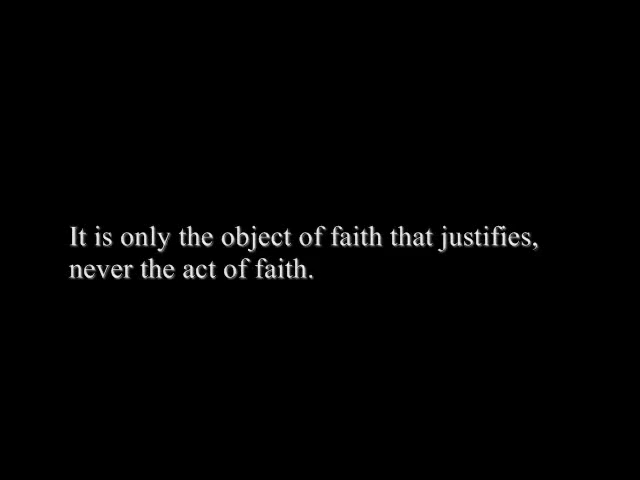 It is only the object of faith that justifies,
never the act of faith.